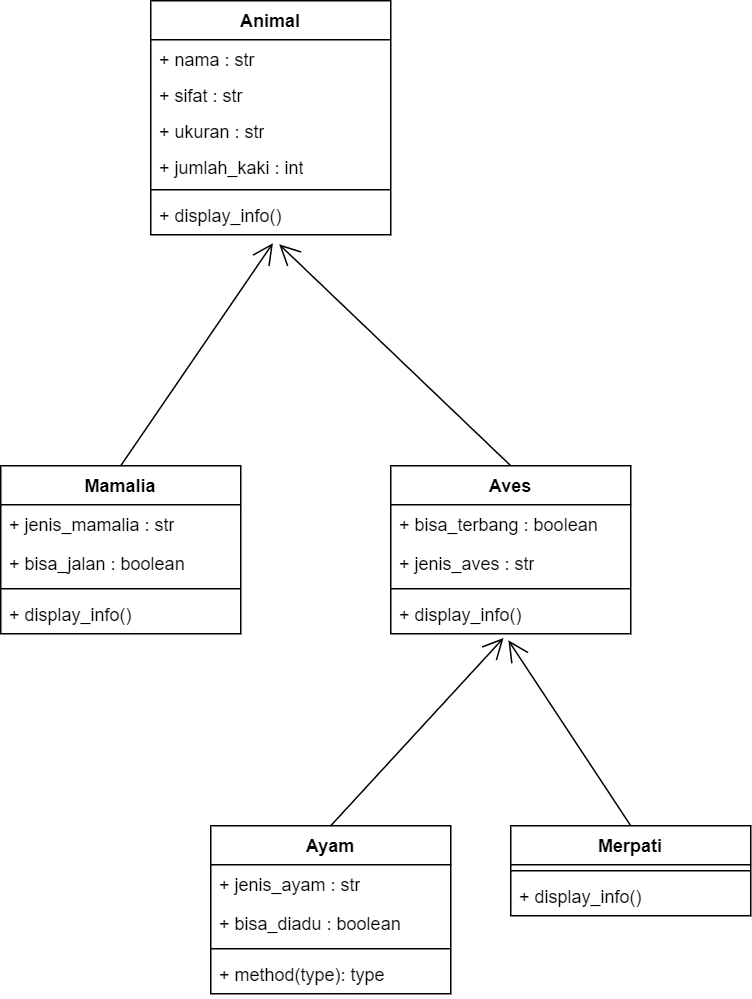 Animal
+ nama : str
+ sifat : str
+ ukuran : str
+ jumlah_kaki : int
+ display_info()
Mamalia
+ jenis_mamalia : str
+ bisa_jalan : boolean
+ display_info()
Aves
+ bisa_terbang : boolean
+ jenis_aves : str
+ display_info()
Ayam
+ jenis_ayam : str
+ bisa_diadu : boolean
+ method(type): type
Merpati
+ display_info()